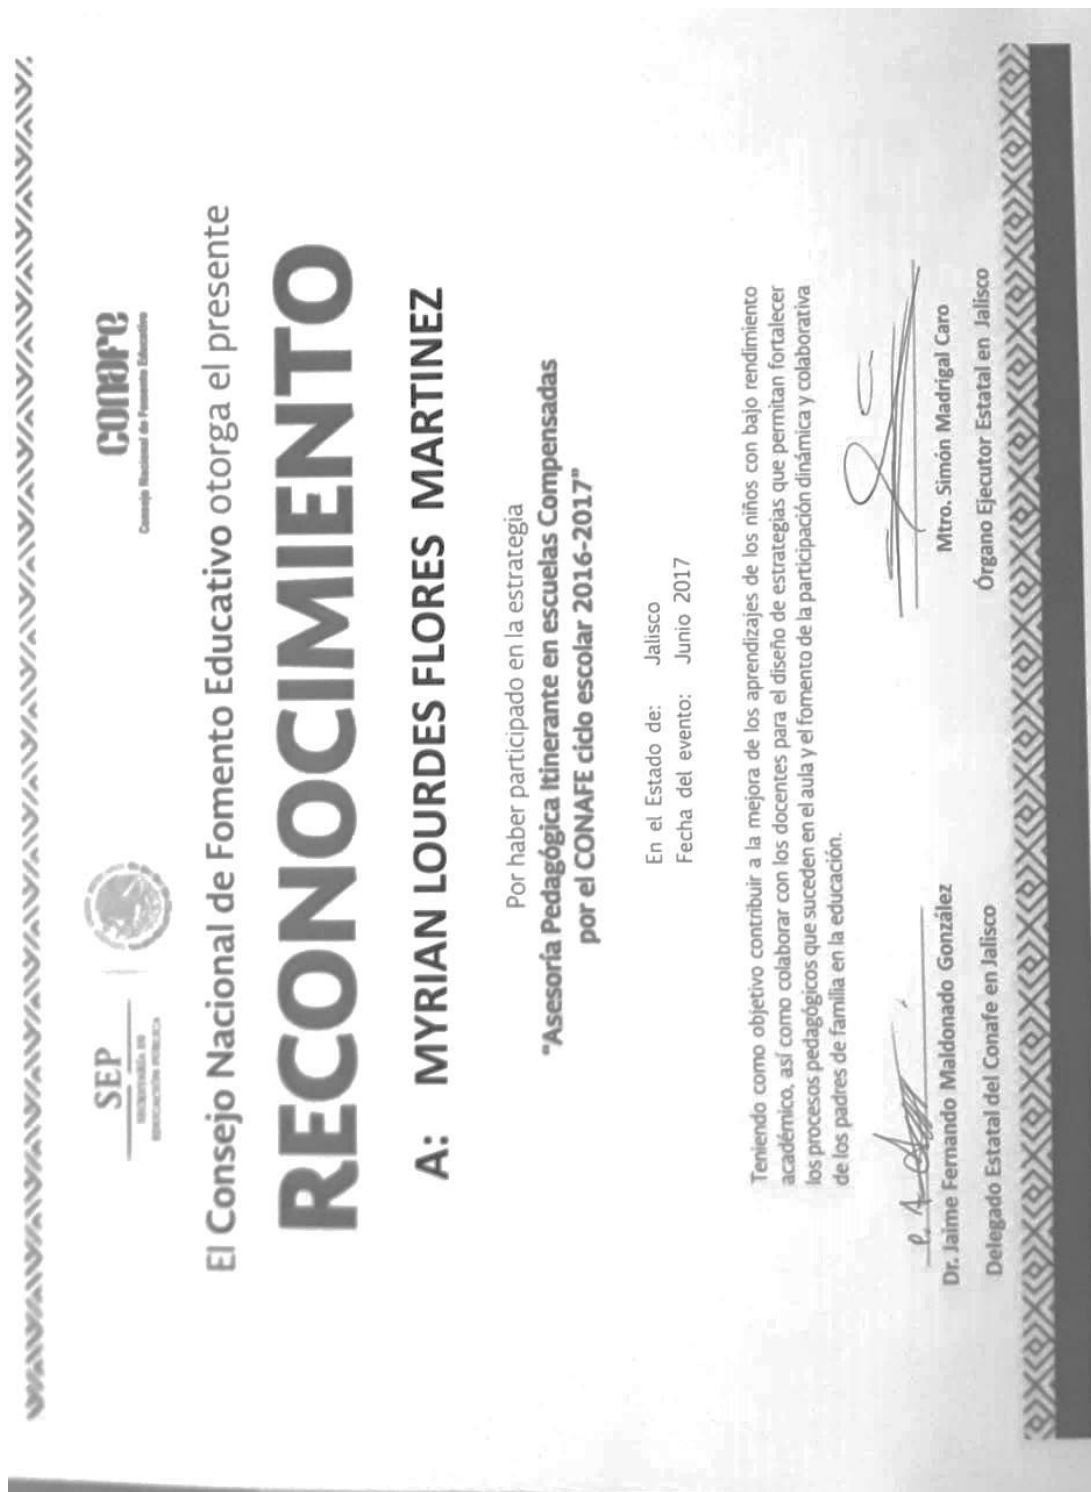 SEP
SECRETARÍA DE
EDUCACIÓN PÚBLICA
conafe
Consejo Nacional de Fomento Educativo
El Consejo Nacional de Fomento Educativo otorga el presente
RECONOCIMIENTO
A: MYRIAN LOURDES FLORES MARTINEZ
Por haber participado en la estrategia
"Asesoría Pedagógica Itinerante en escuelas Compensadas
por el CONAFE ciclo escolar 2016-2017"
En el Estado de: Jalisco
Fecha del evento: Junio 2017
Teniendo como objetivo contribuir a la mejora de los aprendizajes de los niños con bajo rendimiento
académico, así como colaborar con los docentes para el diseño de estrategias que permitan fortalecer
los procesos pedagógicos que suceden en el aula y el fomento de la participación dinámica y colaborativa
de los padres de familia en la educación.
Dr. Jaime Fernando Maldonado González
Delegado Estatal del Conafe en Jalisco
Mtro. Simón Madrigal Caro
Órgano Ejecutor Estatal en Jalisco